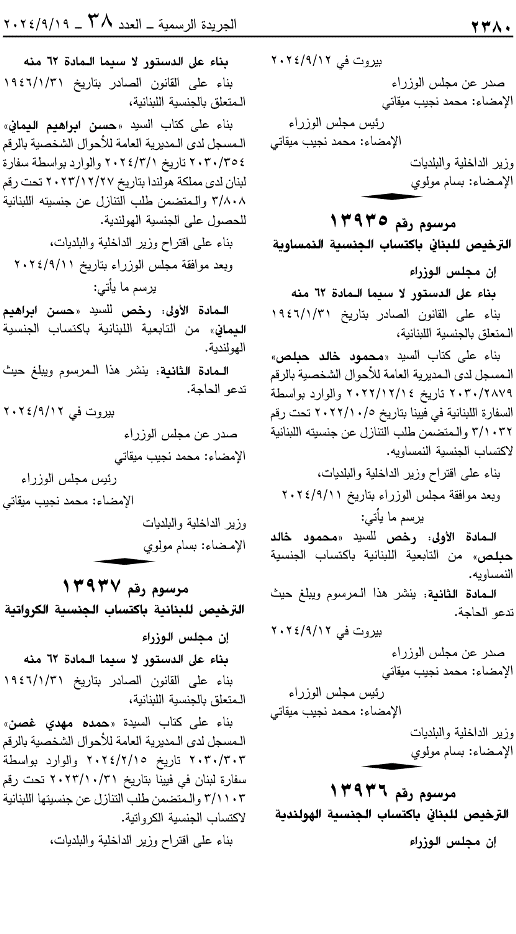 ٢٣٨٠
الجريدة الرسمية ــ العدد ٣٨ ــ ٢٠٢٤/٩/١٩
بيروت في ٢٠٢٤/٩/١٢
صدر عن مجلس الوزراء
الإمضاء: محمد نجيب ميقاتي
رئيس مجلس الوزراء
الإمضاء: محمد نجيب ميقاتي
وزير الداخلية والبلديات
الإمضاء: بسام مولوي
مرسوم رقم ١٣٩٣٥
الترخيص للبناني باكتساب الجنسية النمساوية
إن مجلس الوزراء
بناء على الدستور لا سيما المادة ٦٢ منه
بناء على القانون الصادر بتاريخ ١٩٤٦/١/٣١
المتعلق بالجنسية اللبنانية،
بناء على كتاب السيد «محمود خالد حبلص»
المسجل لدى المديرية العامة للأحوال الشخصية بالرقم
٢٠٣٠/٢٨٧٩ تاريخ ٢٠٢٢/١٢/١٤ والوارد بواسطة
السفارة اللبنانية في فيينا بتاريخ ٢٠٢٢/١٠/٥ تحت رقم
٣/١٠٣٢ والمتضمن طلب التنازل عن جنسيته اللبنانية
لاكتساب الجنسية النمساويه.
بناء على اقتراح وزير الداخلية والبلديات،
وبعد موافقة مجلس الوزراء بتاريخ ٢٠٢٤/٩/١١
يرسم ما يأتي:
المادة الأولى: رخص للسيد «محمود خالد
حبلص» من التابعية اللبنانية باكتساب الجنسية
النمساويه.
المادة الثانية: ينشر هذا المرسوم ويبلغ حيث
تدعو الحاجة.
بيروت في ٢٠٢٤/٩/١٢
صدر عن مجلس الوزراء
الإمضاء: محمد نجيب ميقاتي
رئيس مجلس الوزراء
الإمضاء: محمد نجيب ميقاتي
وزير الداخلية والبلديات
الإمضاء: بسام مولوي
مرسوم رقم ١٣٩٣٦
الترخيص للبناني باكتساب الجنسية الهولندية
إن مجلس الوزراء
بناء على الدستور لا سيما المادة ٦٢ منه
بناء على القانون الصادر بتاريخ ١٩٤٦/١/٣١
المتعلق بالجنسية اللبنانية،
بناء على كتاب السيد «حسن ابراهيم اليماني»
المسجل لدى المديرية العامة للأحوال الشخصية بالرقم
٢٠٣٠/٣٥٤ تاريخ ٢٠٢٤/٣/١ والوارد بواسطة سفارة
لبنان لدى مملكة هولندا بتاريخ ٢٠٢٣/١٢/٢٧ تحت رقم
٣/٨٠٨ والمتضمن طلب التنازل عن جنسيته اللبنانية
للحصول على الجنسية الهولندية.
بناء على اقتراح وزير الداخلية والبلديات،
وبعد موافقة مجلس الوزراء بتاريخ ٢٠٢٤/٩/١١
يرسم ما يأتي:
المادة الأولى: رخص للسيد «حسن ابراهيم
اليماني» من التابعية اللبنانية باكتساب الجنسية
الهولندية.
المادة الثانية: ينشر هذا المرسوم ويبلغ حيث
تدعو الحاجة.
بيروت في ٢٠٢٤/٩/١٢
صدر عن مجلس الوزراء
الإمضاء: محمد نجيب ميقاتي
رئيس مجلس الوزراء
الإمضاء: محمد نجيب ميقاتي
وزير الداخلية والبلديات
الإمضاء: بسام مولوي
مرسوم رقم ١٣٩٣٧
الترخيص للبنانية باكتساب الجنسية الكرواتية
إن مجلس الوزراء
بناء على الدستور لا سيما المادة ٦٢ منه
بناء على القانون الصادر بتاريخ ١٩٤٦/١/٣١
المتعلق بالجنسية اللبنانية،
بناء على كتاب السيدة «حمده مهدي غصن»
المسجل لدى المديرية العامة للأحوال الشخصية بالرقم
٢٠٣٠/٣٠٣ تاريخ ٢٠٢٤/٢/١٥ والوارد بواسطة
سفارة لبنان في فيينا بتاريخ ٢٠٢٣/١٠/٣١ تحت رقم
٣/١١٠٣ والمتضمن طلب التنازل عن جنسيتها اللبنانية
لاكتساب الجنسية الكرواتية.
بناء على اقتراح وزير الداخلية والبلديات،